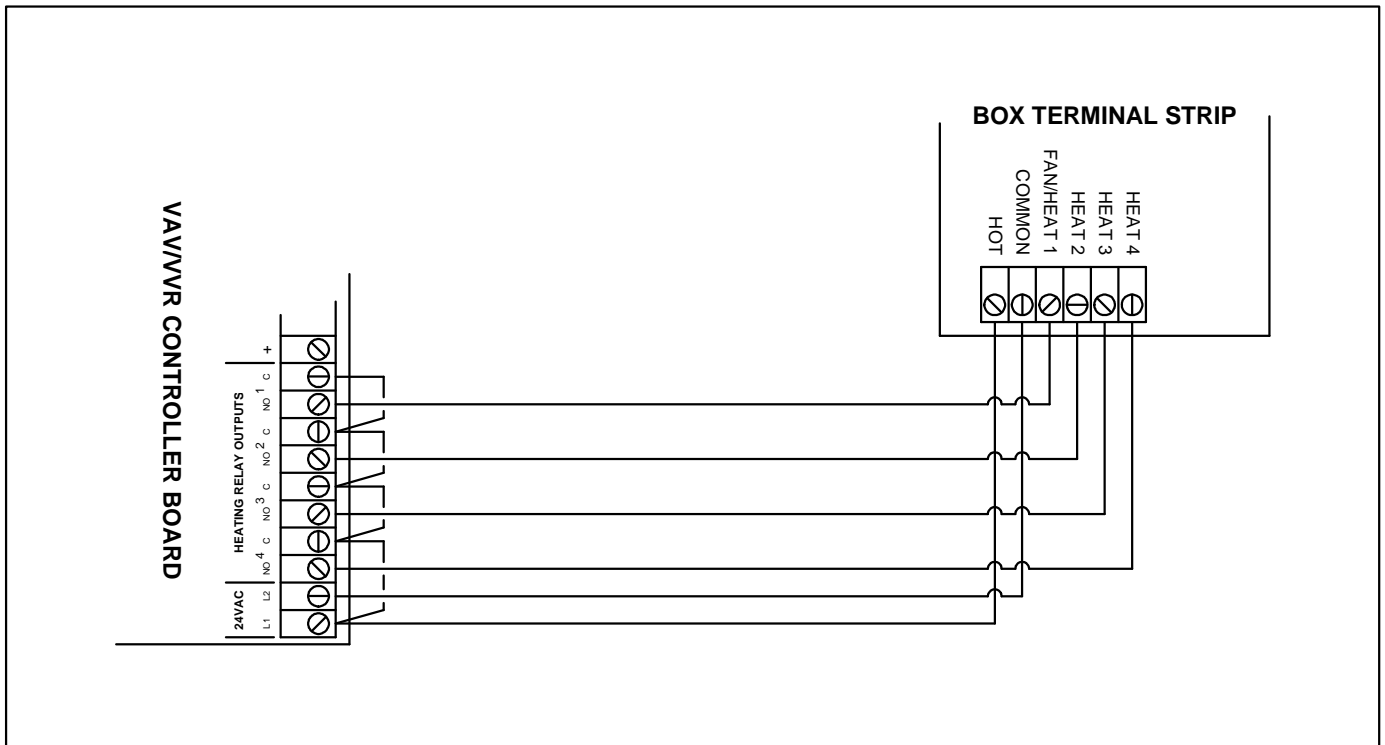 BOX TERMINAL STRIP
HOT
COMMON
FAN/HEAT 1
HEAT 2
HEAT 3
HEAT 4
VAV/VVR CONTROLLER BOARD
HEATING RELAY OUTPUTS
24VAC
+
C
1
NO
C
2
NO
C
3
NO
C
4
NO
L2
L1